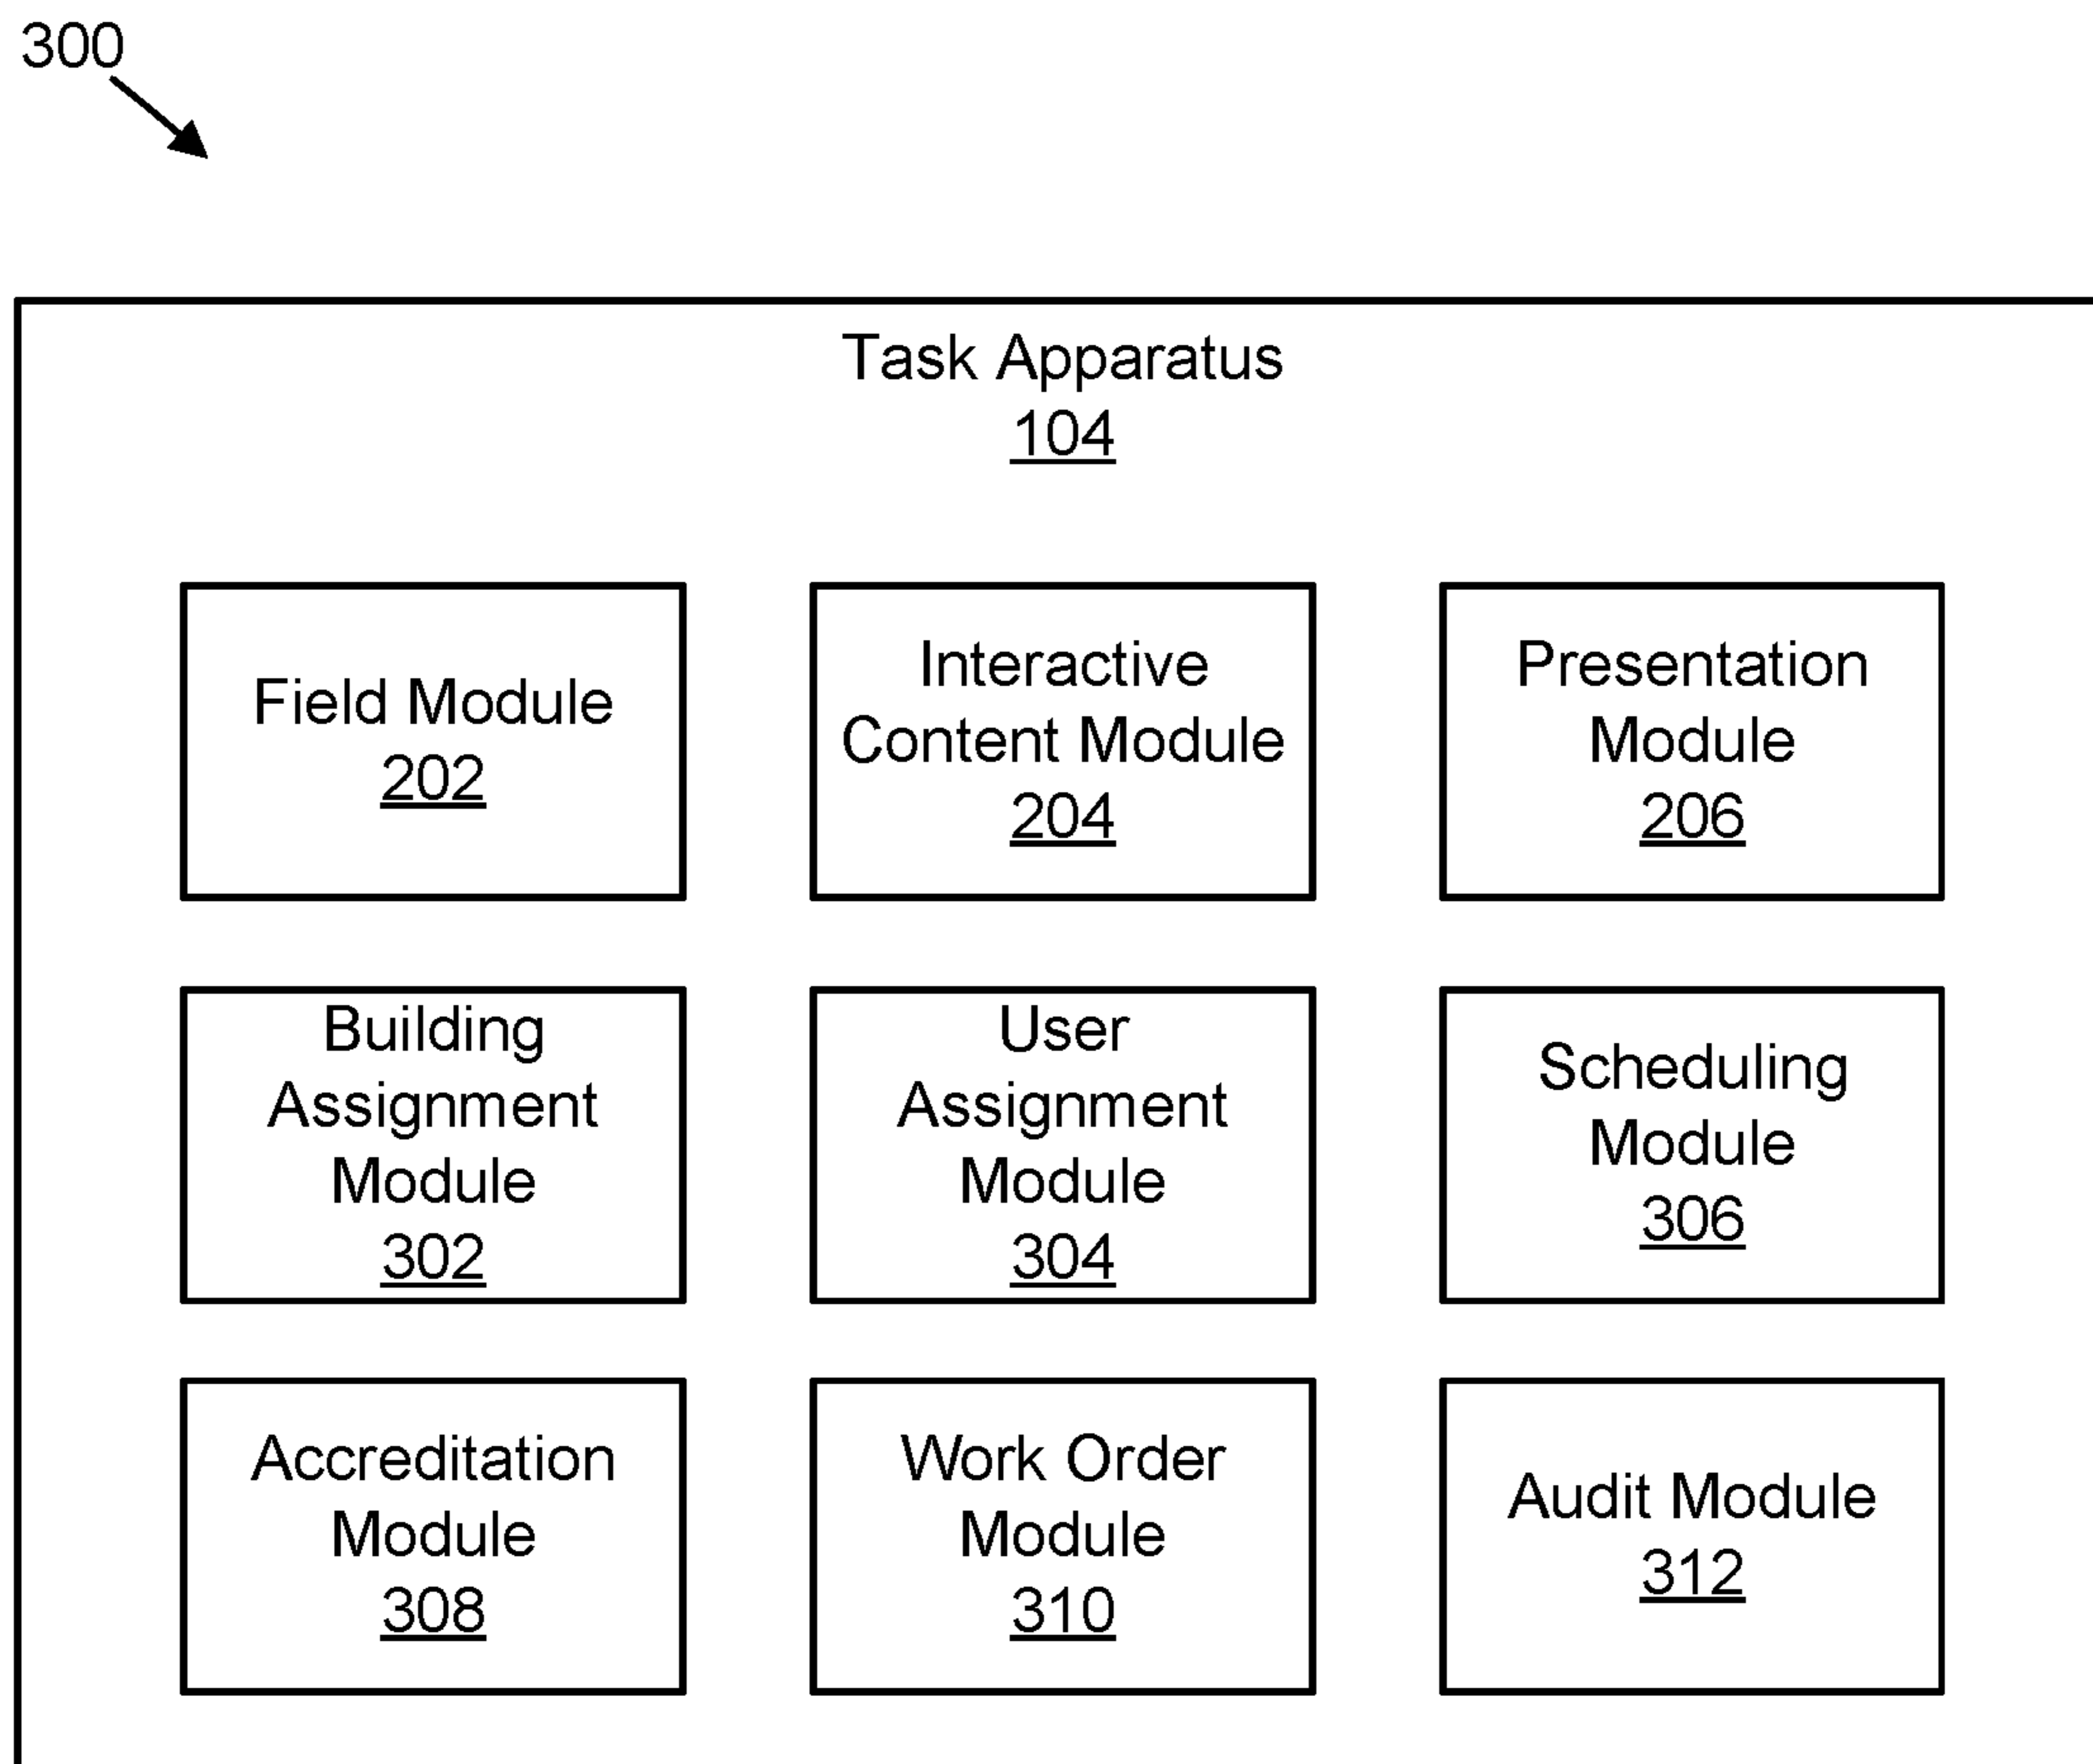 300
Task Apparatus
104
Field Module
202
Interactive
Content Module
204
Presentation
Module
206
Building
Assignment
Module
302
User
Assignment
Module
304
Scheduling
Module
306
Accreditation
Module
308
Work Order
Module
310
Audit Module
312